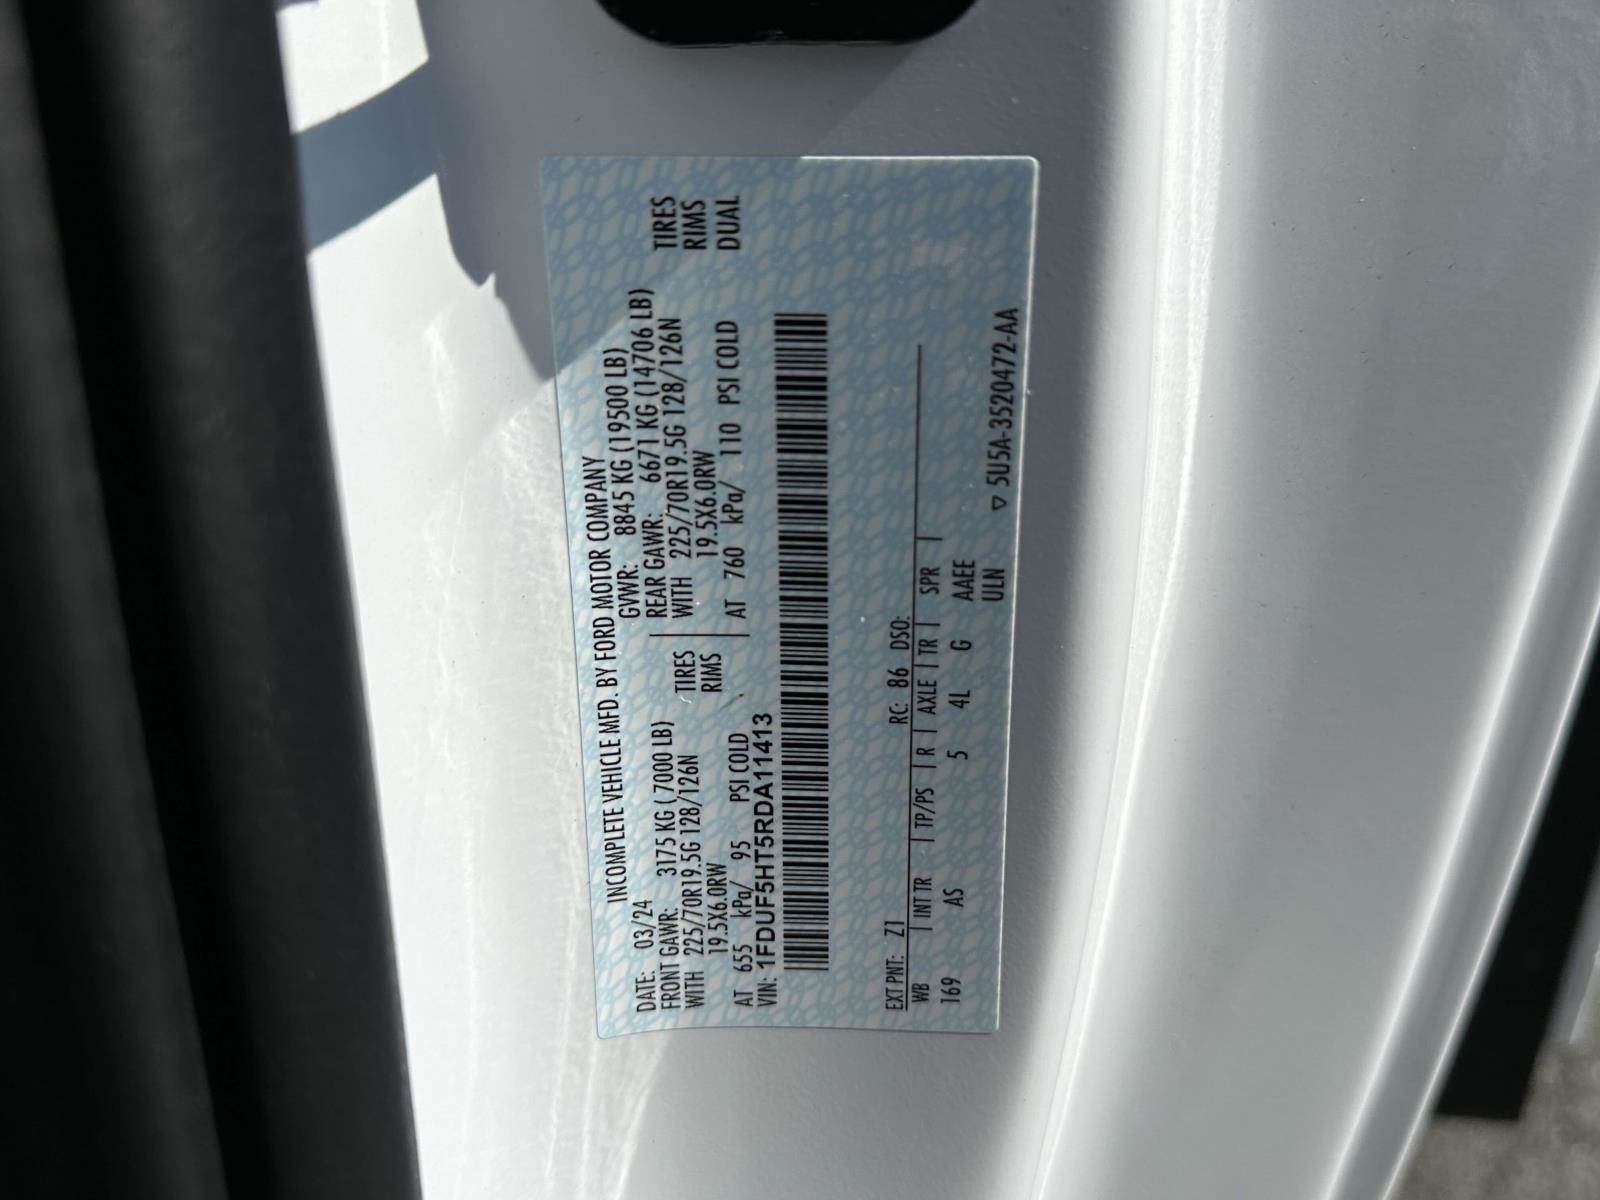 INCOMPLETE VEHICLE MFD. BY FORD MOTOR COMPANY
DATE: 03/24 GVWR: 8845 KG (19500 LB)
FRONT GAWR: 3175 KG (7000 LB) REAR GAWR: 6671 KG (14706 LB)
WITH 225/70R19.5G 128/126N TIRES WITH 225/70R19.5G 128/126N TIRES
19.5X6.0RW RIMS 19.5X6.0RW RIMS
AT 655 kPa/ 95 PSI COLD AT 760 kPa/ 110 PSI COLD DUAL
VIN: 1FDUF5HT5RDA11413
EXT PNT: Z1 RC: 86 DSO:
WB | INT TR | TP/PS | R | AXLE | TR | SPR |
169 AS 5 4L G AAEE
ULN ▽ 5U5A-3520472-AA